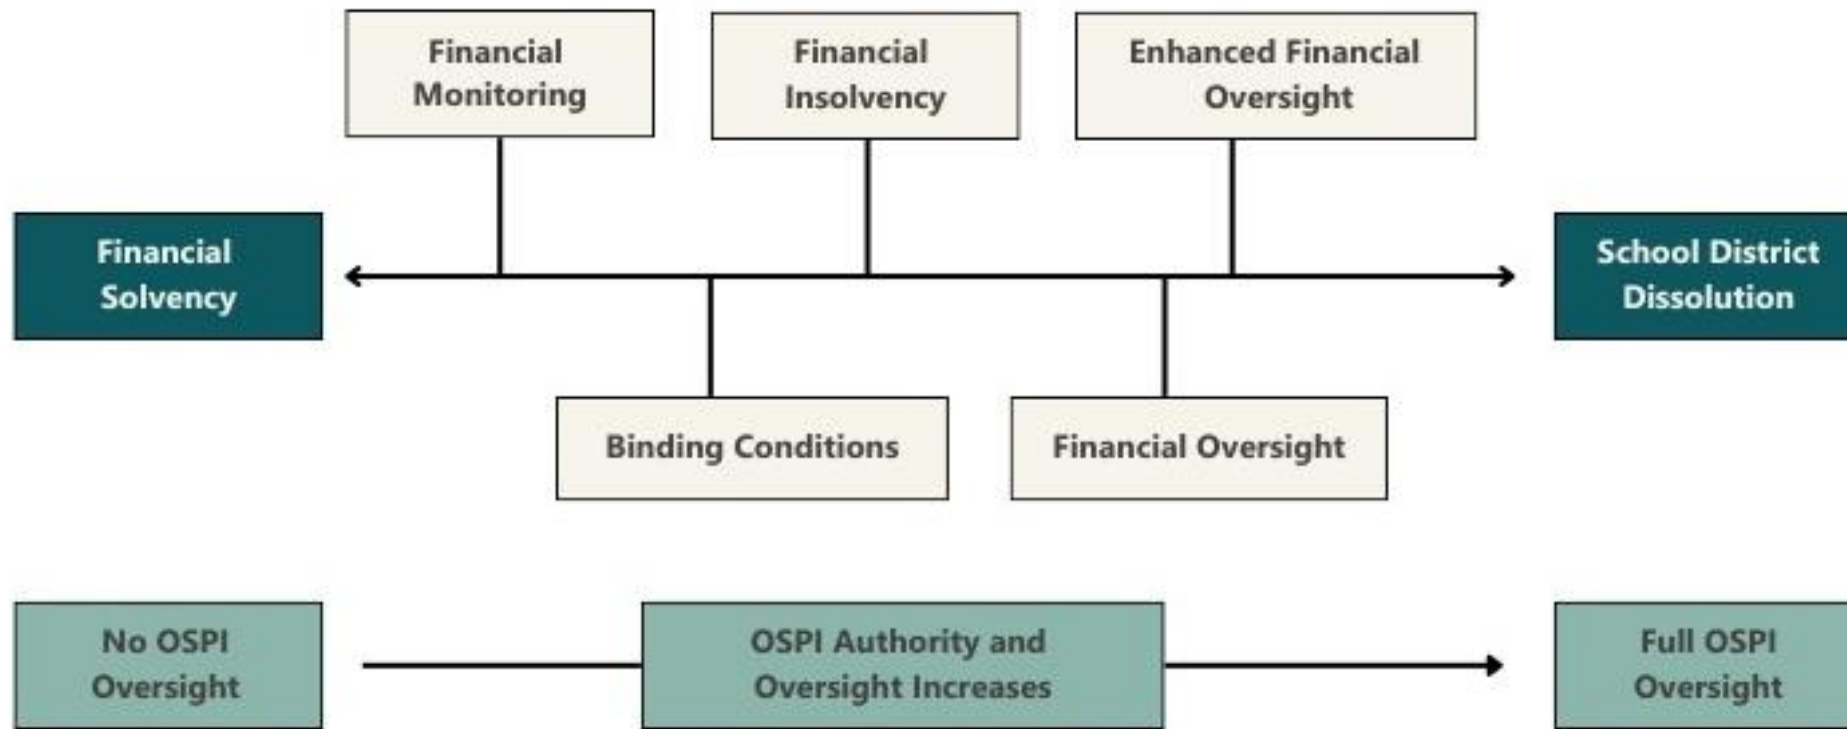 Financial
Monitoring
Financial
Insolvency
Enhanced Financial
Oversight
Financial
Solvency
School District
Dissolution
Binding Conditions
Financial Oversight
No OSPI
Oversight
OSPI Authority and
Oversight Increases
Full OSPI
Oversight